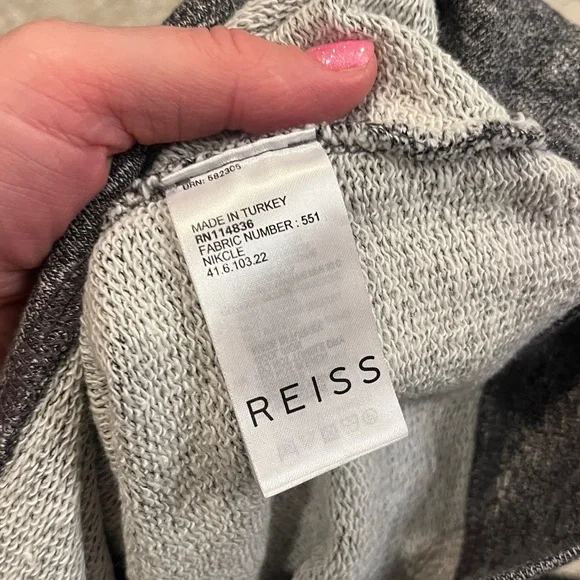 URN: 582305
MADE IN TURKEY
RN114836
FABRIC NUMBER : 551
NIKCLE
41.6.103.22
REISS